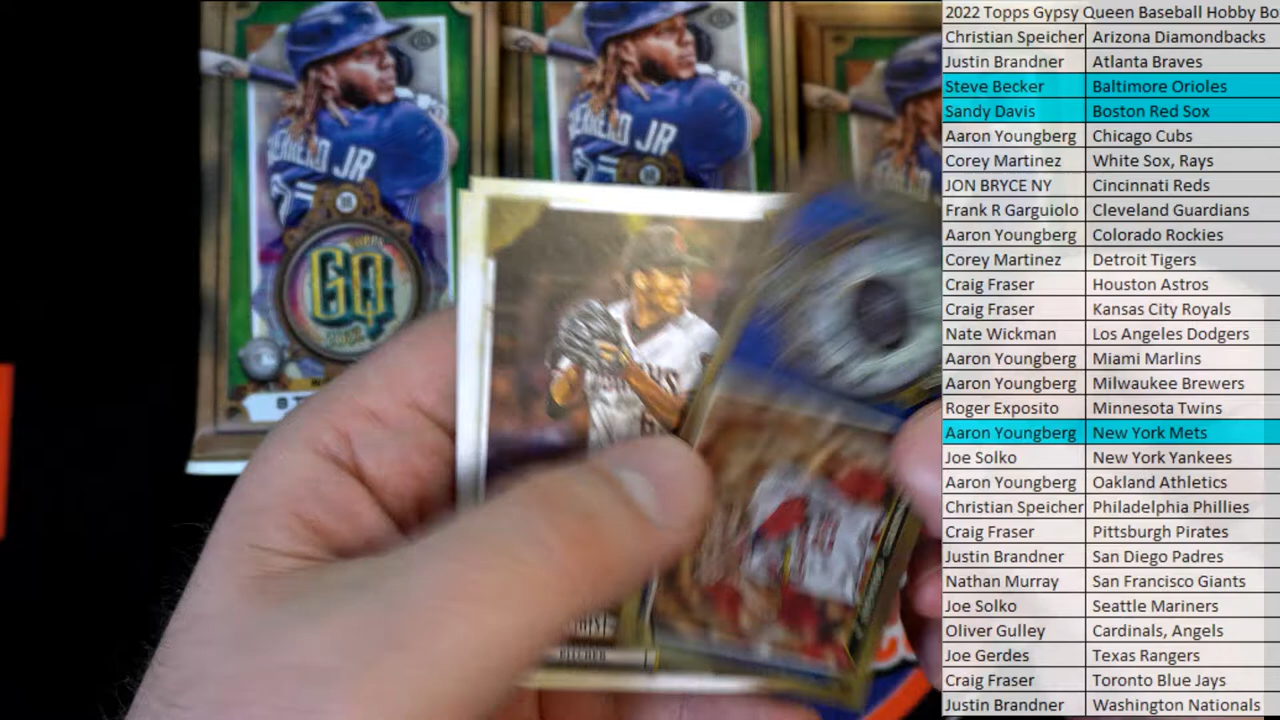 2022 Topps Gypsy Queen Baseball Hobby Bo
Christian Speicher Arizona Diamondbacks
Justin Brandner Atlanta Braves
Steve Becker Baltimore Orioles
Sandy Davis Boston Red Sox
Aaron Youngberg Chicago Cubs
Corey Martinez White Sox, Rays
JON BRYCE NY Cincinnati Reds
Frank R Garguiolo Cleveland Guardians
Aaron Youngberg Colorado Rockies
Corey Martinez Detroit Tigers
Craig Fraser Houston Astros
Craig Fraser Kansas City Royals
Nate Wickman Los Angeles Dodgers
Aaron Youngberg Miami Marlins
Aaron Youngberg Milwaukee Brewers
Roger Exposito Minnesota Twins
Aaron Youngberg New York Mets
Joe Solko New York Yankees
Aaron Youngberg Oakland Athletics
Christian Speicher Philadelphia Phillies
Craig Fraser Pittsburgh Pirates
Justin Brandner San Diego Padres
Nathan Murray San Francisco Giants
Joe Solko Seattle Mariners
Oliver Gulley Cardinals, Angels
Joe Gerdes Texas Rangers
Craig Fraser Toronto Blue Jays
Justin Brandner Washington Nationals
GQ
JR
JR
PITCHER